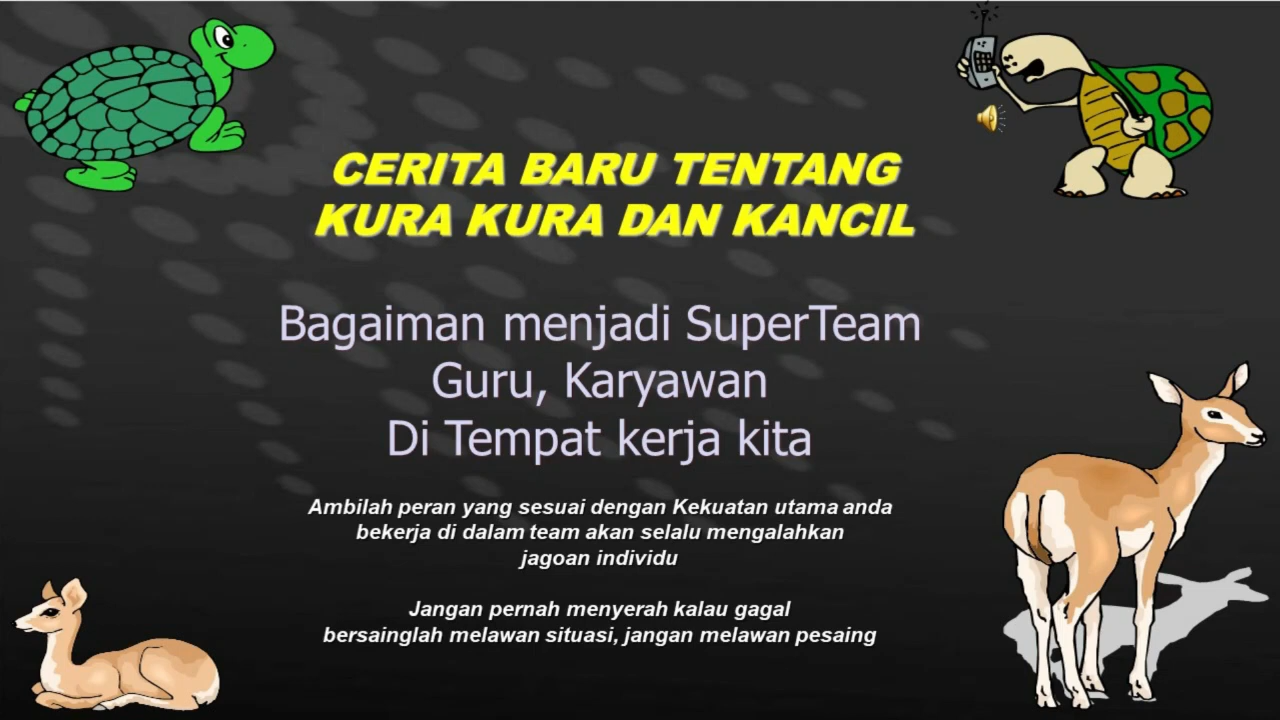 CERITA BARU TENTANG
KURA KURA DAN KANCIL
Bagaiman menjadi SuperTeam
Guru, Karyawan
Di Tempat kerja kita
Ambilah peran yang sesuai dengan Kekuatan utama anda
bekerja di dalam team akan selalu mengalahkan
jagoan individu
Jangan pernah menyerah kalau gagal
bersainglah melawan situasi, jangan melawan pesaing